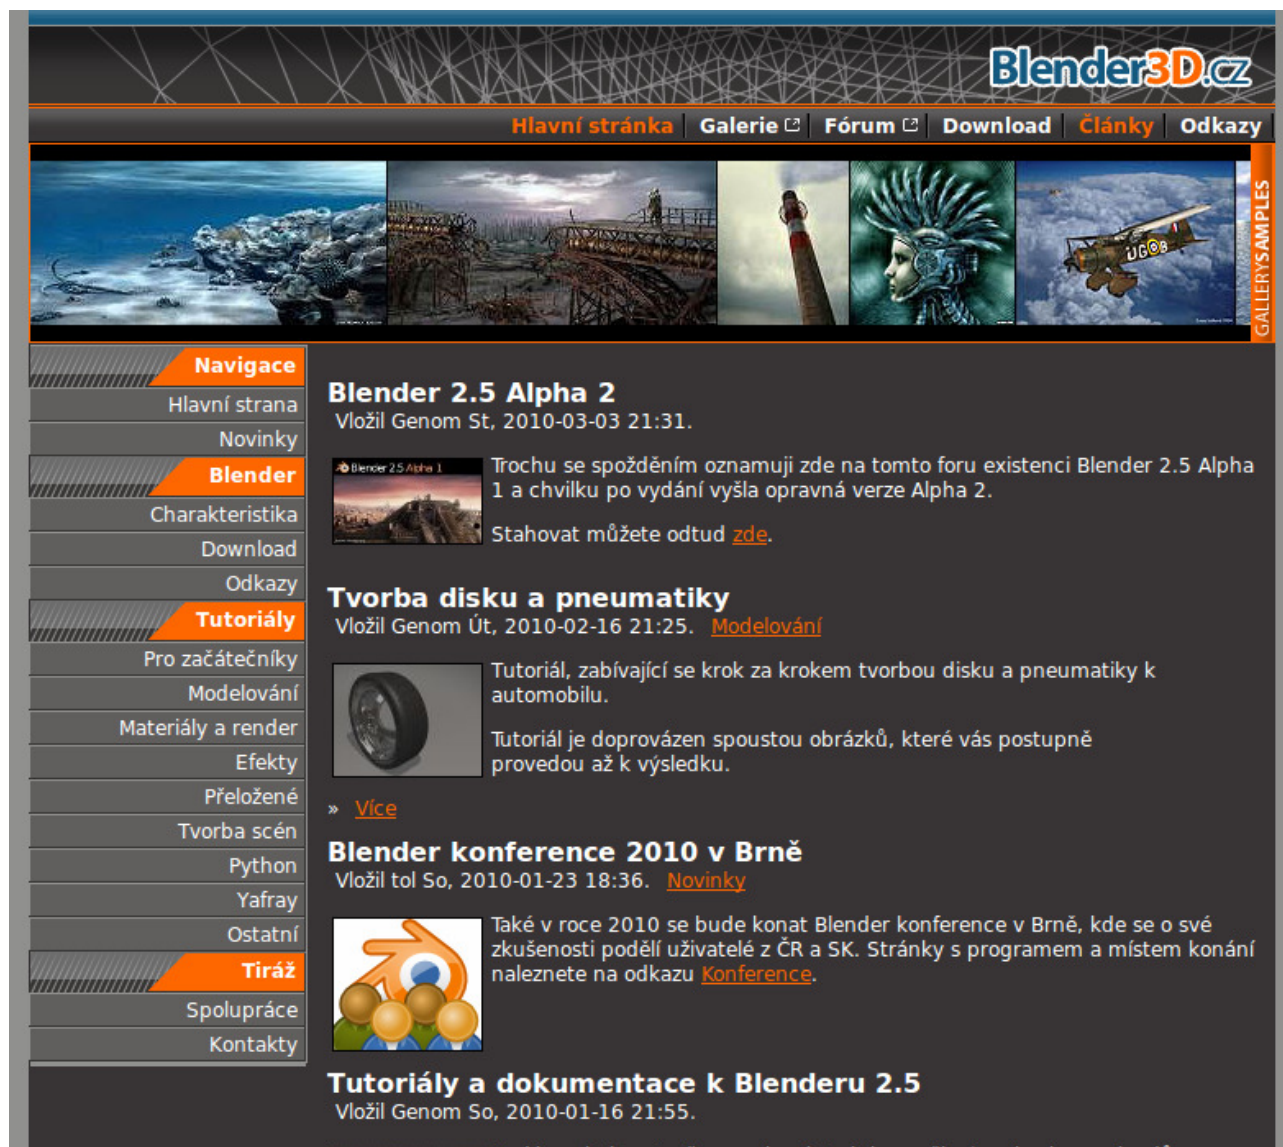 Blender3D.cz
Hlavní stránka Galerie Fórum Download Články Odkazy
GALLERYSAMPLES
UG B
Navigace
Hlavní strana
Novinky
Blender
Charakteristika
Download
Odkazy
Tutoriály
Pro začátečníky
Modelování
Materiály a render
Efekty
Přeložené
Tvorba scén
Python
Yafray
Ostatní
Tiráž
Spolupráce
Kontakty
Blender 2.5 Alpha 2
Vložil Genom St, 2010-03-03 21:31.
Blender 2.5 Alpha 1
Trochu se spožděním oznamuji zde na tomto foru existenci Blender 2.5 Alpha
1 a chvilku po vydání vyšla opravná verze Alpha 2.
Stahovat můžete odtud zde.
Tvorba disku a pneumatiky
Vložil Genom Út, 2010-02-16 21:25. Modelování
Tutoriál, zabívající se krok za krokem tvorbou disku a pneumatiky k
automobilu.
Tutoriál je doprovázen spoustou obrázků, které vás postupně
provedou až k výsledku.
» Více
Blender konference 2010 v Brně
Vložil tol So, 2010-01-23 18:36. Novinky
Také v roce 2010 se bude konat Blender konference v Brně, kde se o své
zkušenosti podělí uživatelé z ČR a SK. Stránky s programem a místem konání
naleznete na odkazu Konference.
Tutoriály a dokumentace k Blenderu 2.5
Vložil Genom So, 2010-01-16 21:55.